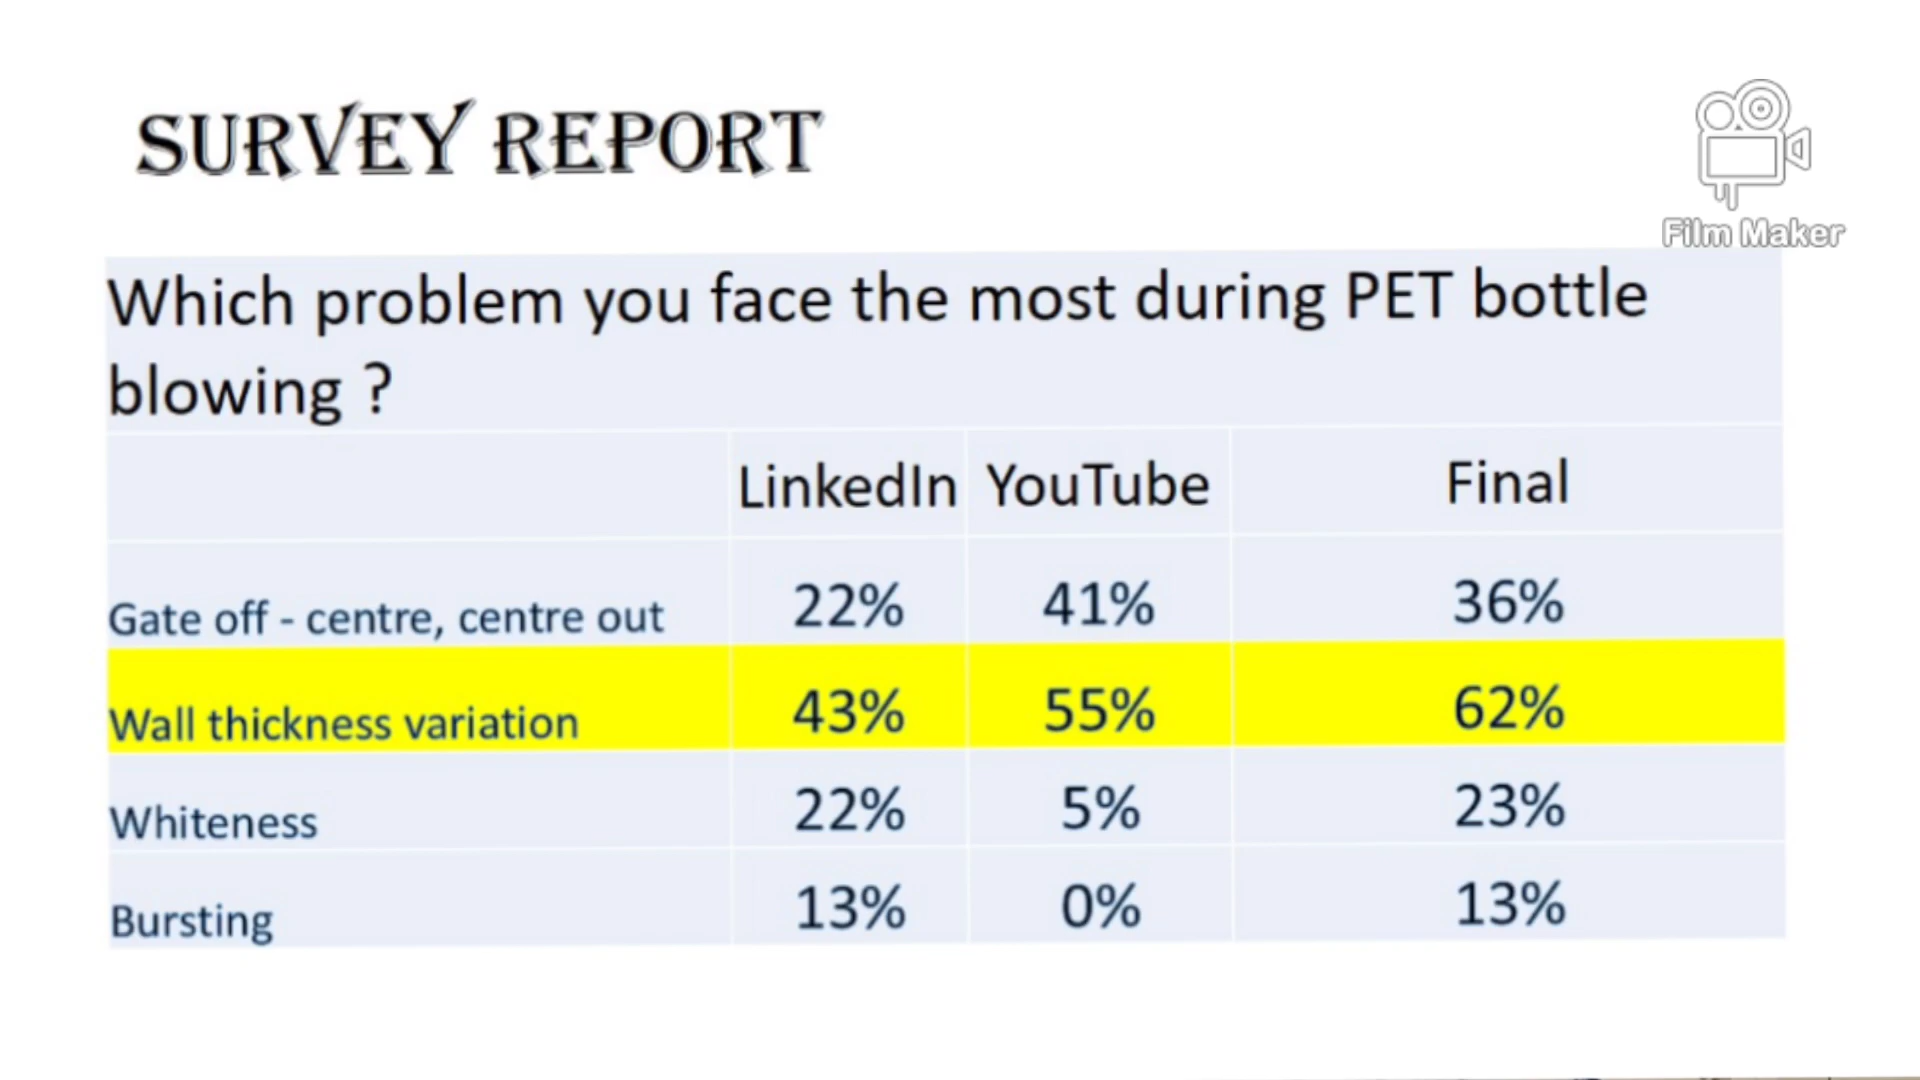 SURVEY REPORT
Film Maker
Which problem you face the most during PET bottle
blowing ?
LinkedIn YouTube Final
Gate off - centre, centre out 22% 41% 36%
Wall thickness variation 43% 55% 62%
Whiteness 22% 5% 23%
Bursting 13% 0% 13%